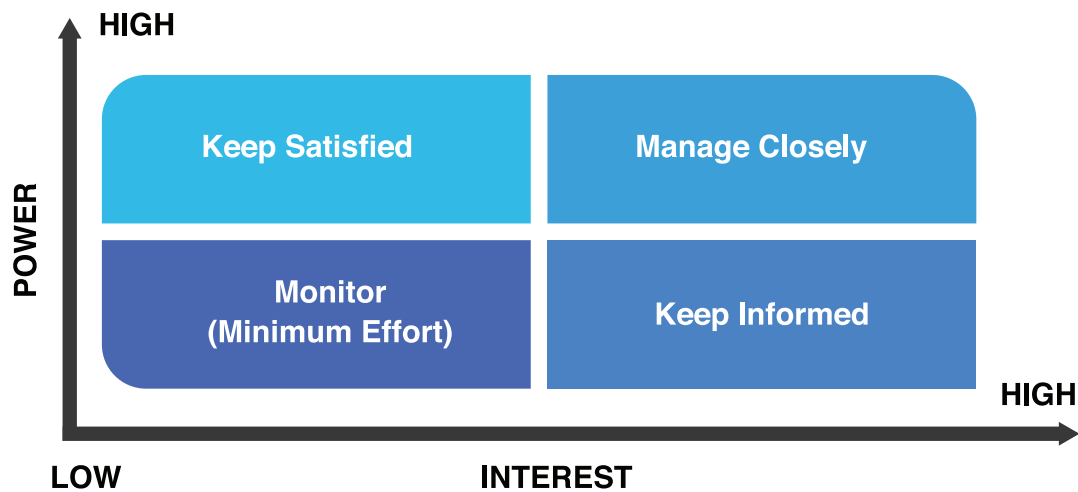 HIGH
Keep Satisfied
Manage Closely
POWER
Monitor
(Minimum Effort)
Keep Informed
HIGH
LOW
INTEREST